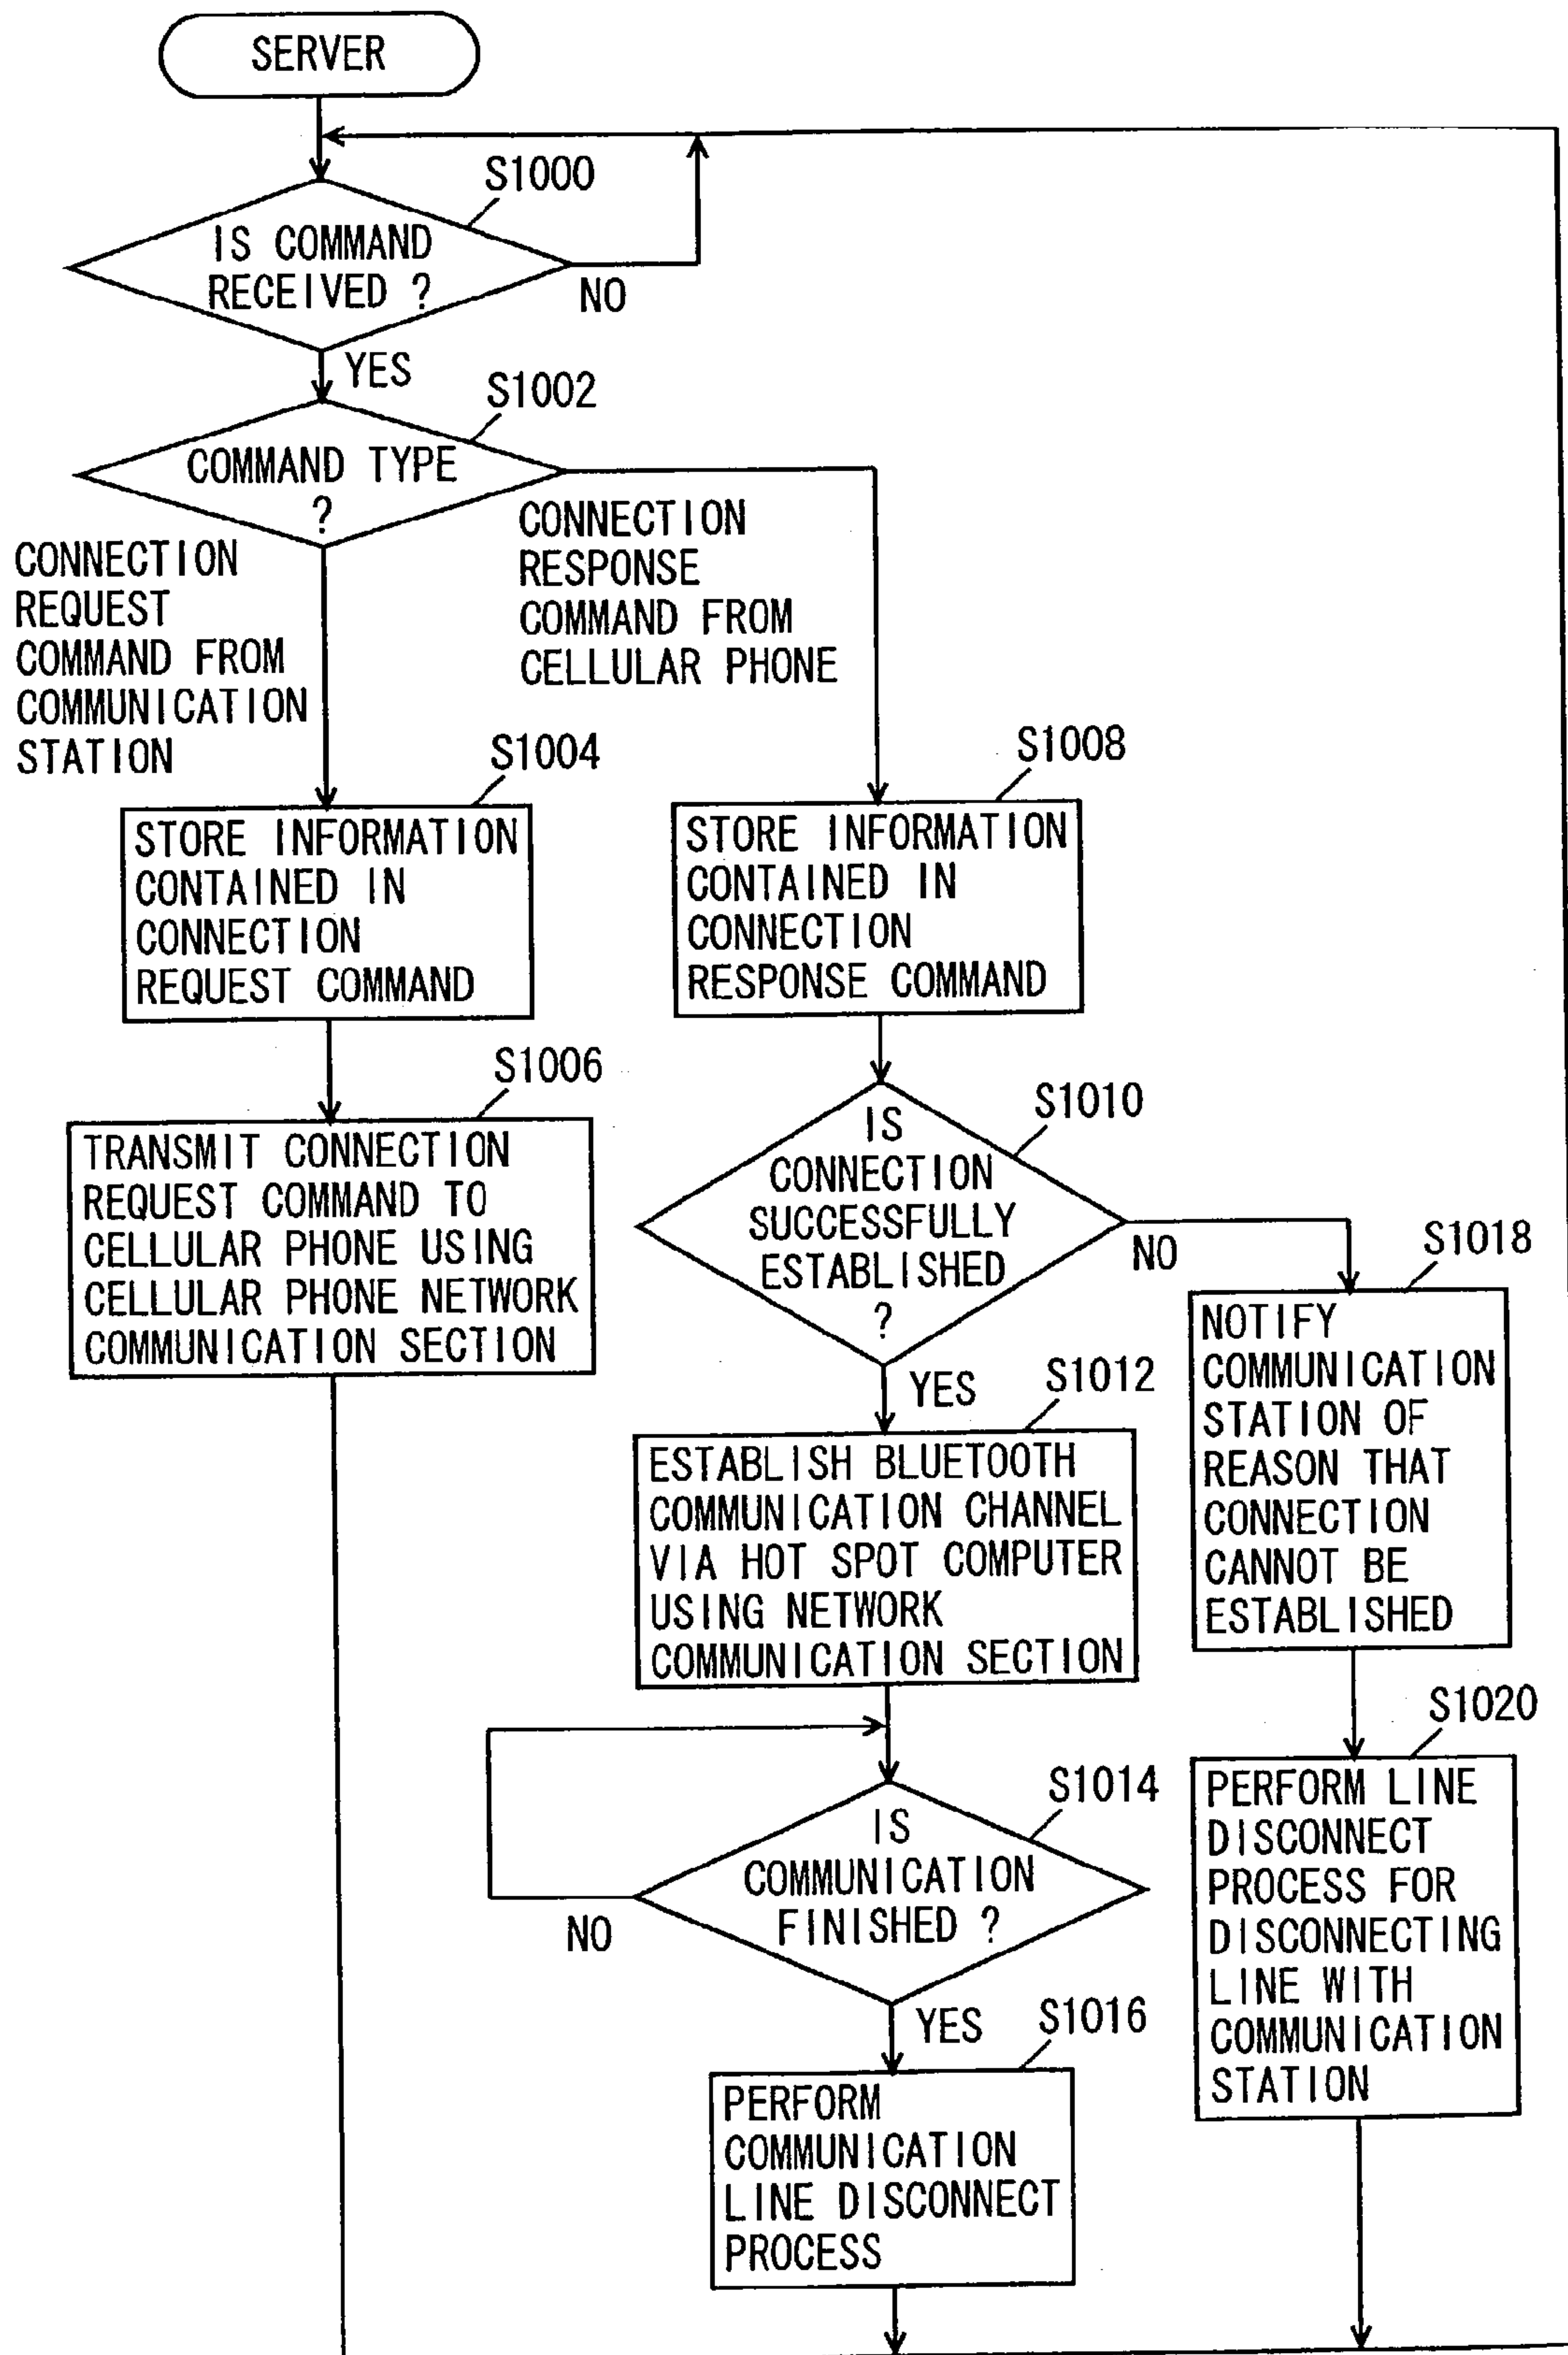 SERVER
S1000
IS COMMAND
RECEIVED ?
NO
YES
S1002
COMMAND TYPE
?
CONNECTION
REQUEST
COMMAND FROM
COMMUNICATION
STATION
CONNECTION
RESPONSE
COMMAND FROM
CELLULAR PHONE
S1004
STORE INFORMATION
CONTAINED IN
CONNECTION
REQUEST COMMAND
S1008
STORE INFORMATION
CONTAINED IN
CONNECTION
RESPONSE COMMAND
S1006
TRANSMIT CONNECTION
REQUEST COMMAND TO
CELLULAR PHONE USING
CELLULAR PHONE NETWORK
COMMUNICATION SECTION
S1010
IS
CONNECTION
SUCCESSFULLY
ESTABLISHED
?
NO
YES
S1018
NOTIFY
COMMUNICATION
STATION OF
REASON THAT
CONNECTION
CANNOT BE
ESTABLISHED
S1012
ESTABLISH BLUETOOTH
COMMUNICATION CHANNEL
VIA HOT SPOT COMPUTER
USING NETWORK
COMMUNICATION SECTION
S1020
PERFORM LINE
DISCONNECT
PROCESS FOR
DISCONNECTING
LINE WITH
COMMUNICATION
STATION
S1014
IS
COMMUNICATION
FINISHED ?
NO
YES
S1016
PERFORM
COMMUNICATION
LINE DISCONNECT
PROCESS